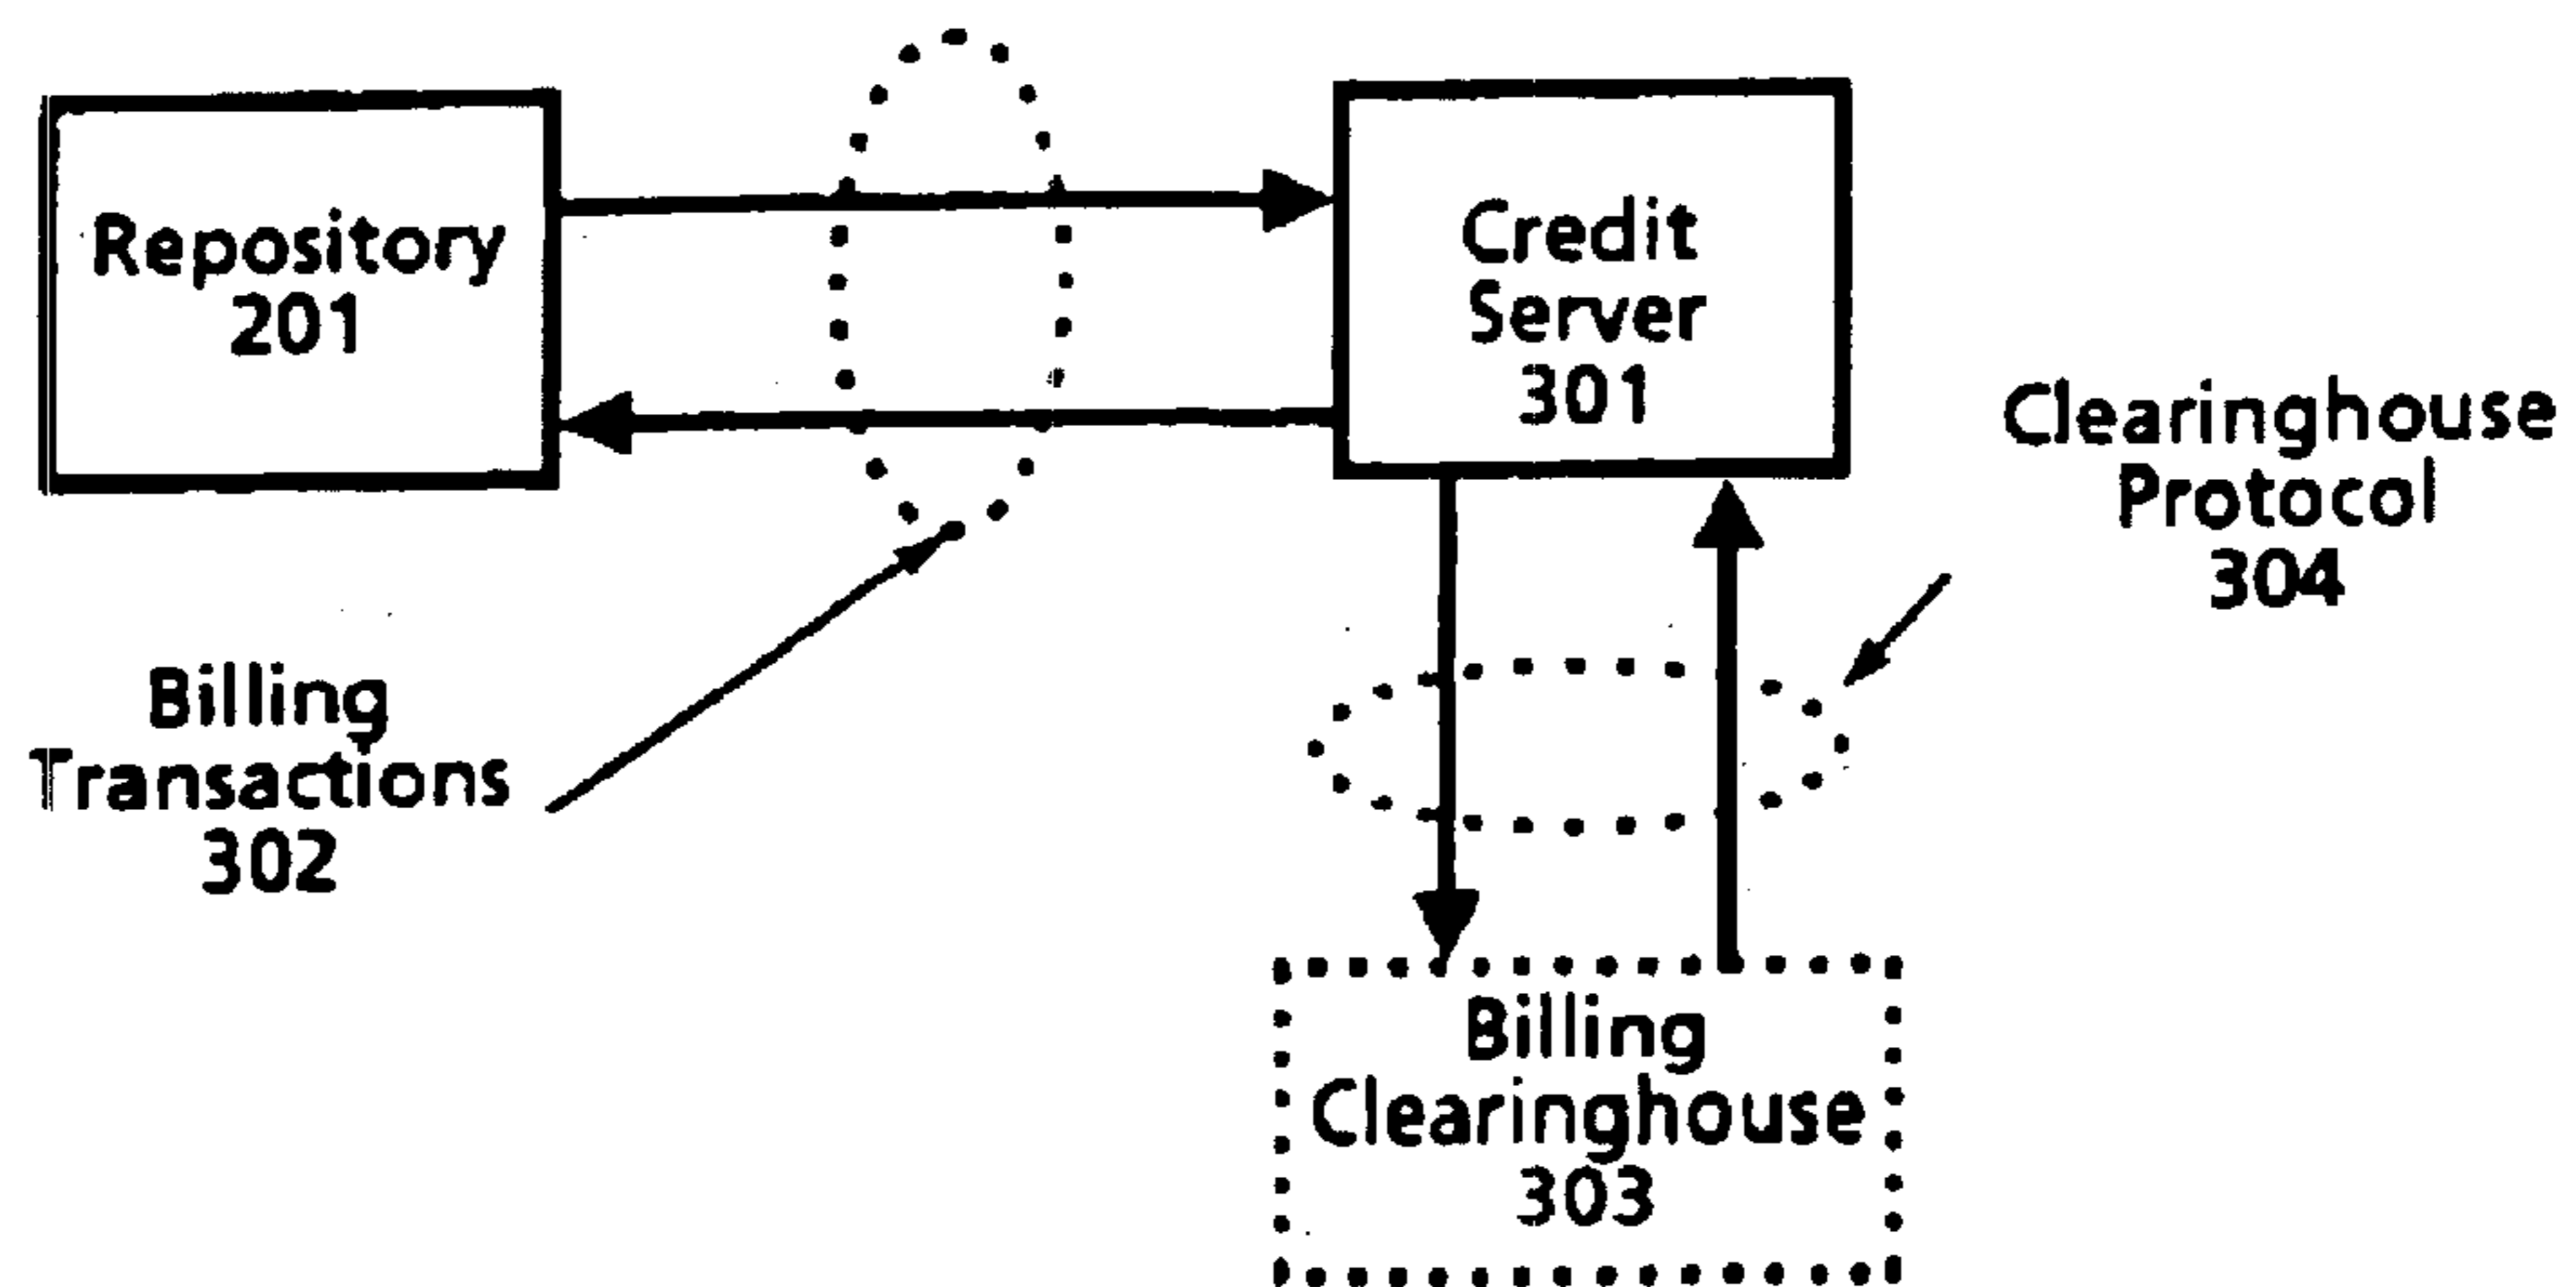 Repository
201
Credit
Server
301
Clearinghouse
Protocol
304
Billing
Transactions
302
Billing
Clearinghouse
303